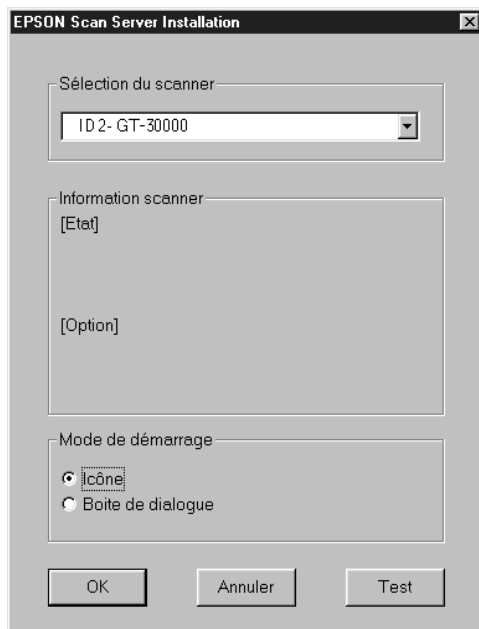 EPSON Scan Server Installation
Sélection du scanner
ID 2- GT-30000
Information scanner
[Etat]
[Option]
Mode de démarrage
Icône
Boite de dialogue
OK Annuler Test